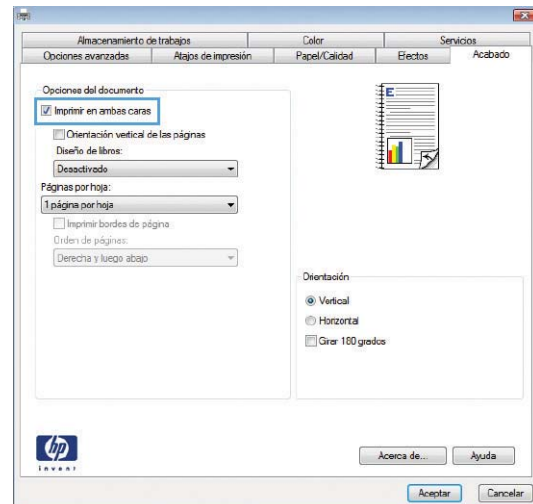 Almacenamiento de trabajos
Color
Servicios
Opciones avanzadas
Atajos de impresión
Papel/Calidad
Efectos
Acabado
Opciones del documento
Imprimir en ambas caras
Orientación vertical de las páginas
Diseño de libros:
Desactivado
Páginas por hoja:
1 página por hoja
Imprimir bordes de página
Orden de páginas:
Derecha y luego abajo
E
Orientación
Vertical
Horizontal
Girar 180 grados
hp
invent
Acerca de...
Ayuda
Aceptar
Cancelar